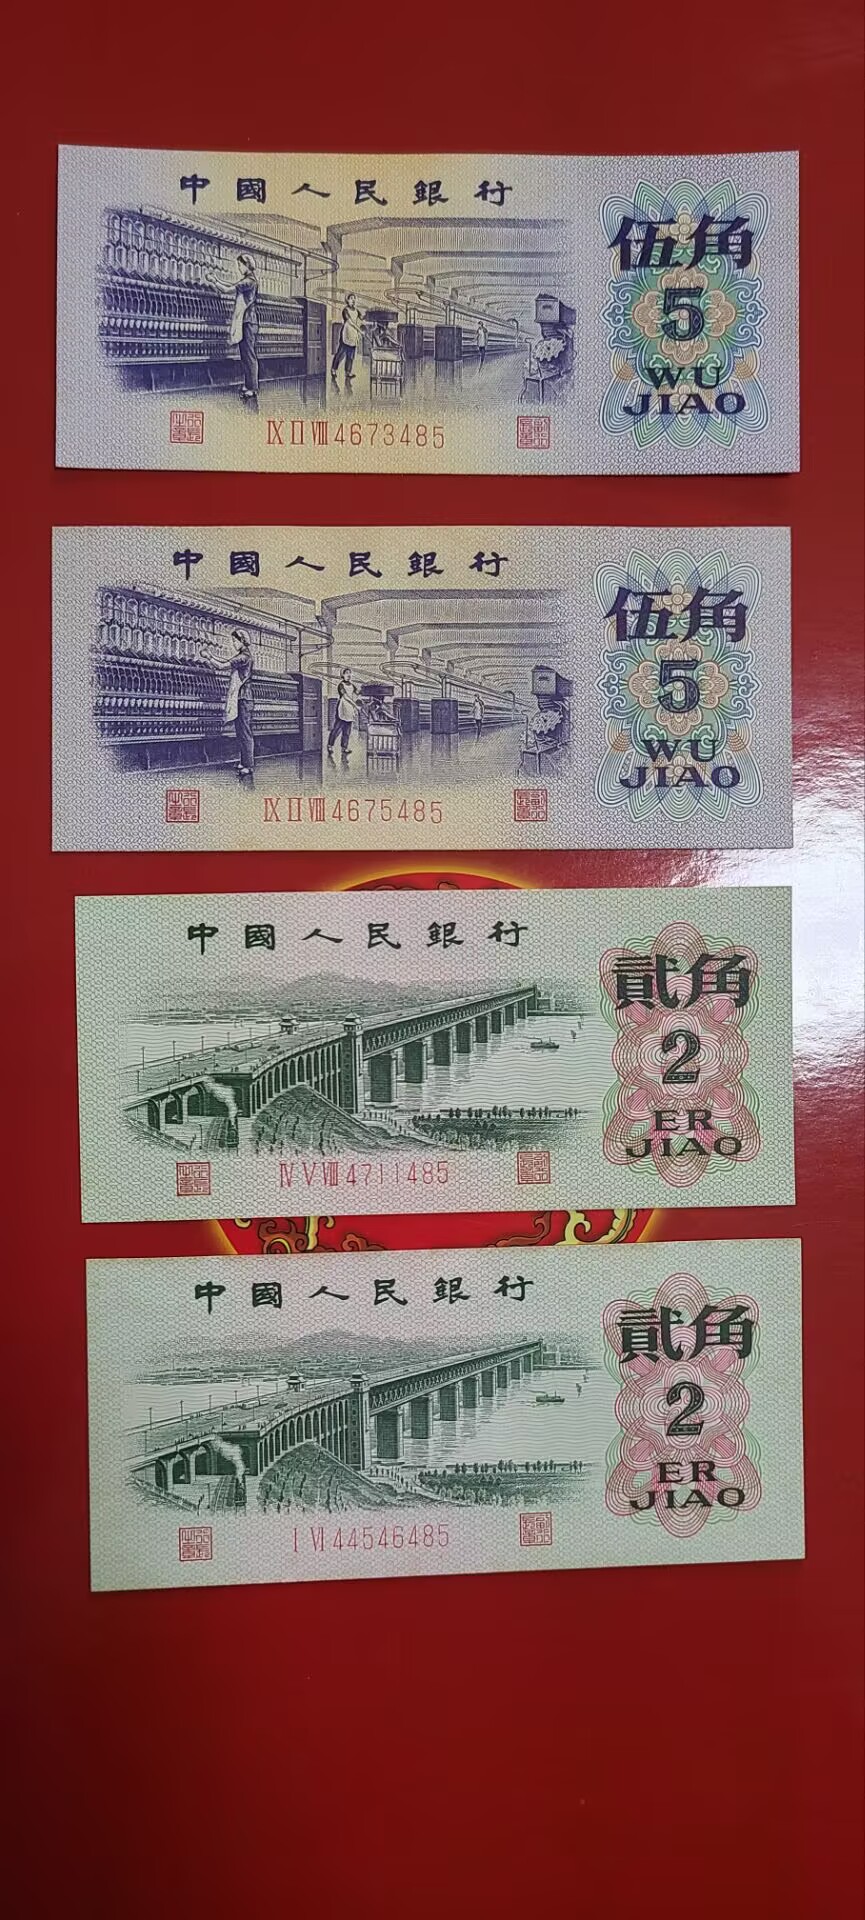 中國人民銀行
伍角
5
WU
JIAO
IX II VIII 4673485
中國人民銀行
伍角
5
WU
JIAO
IX II VIII 4675485
中國人民銀行
貳角
2
ER
JIAO
IV V VIII 4711485
中國人民銀行
貳角
2
ER
JIAO
I VI 44546485